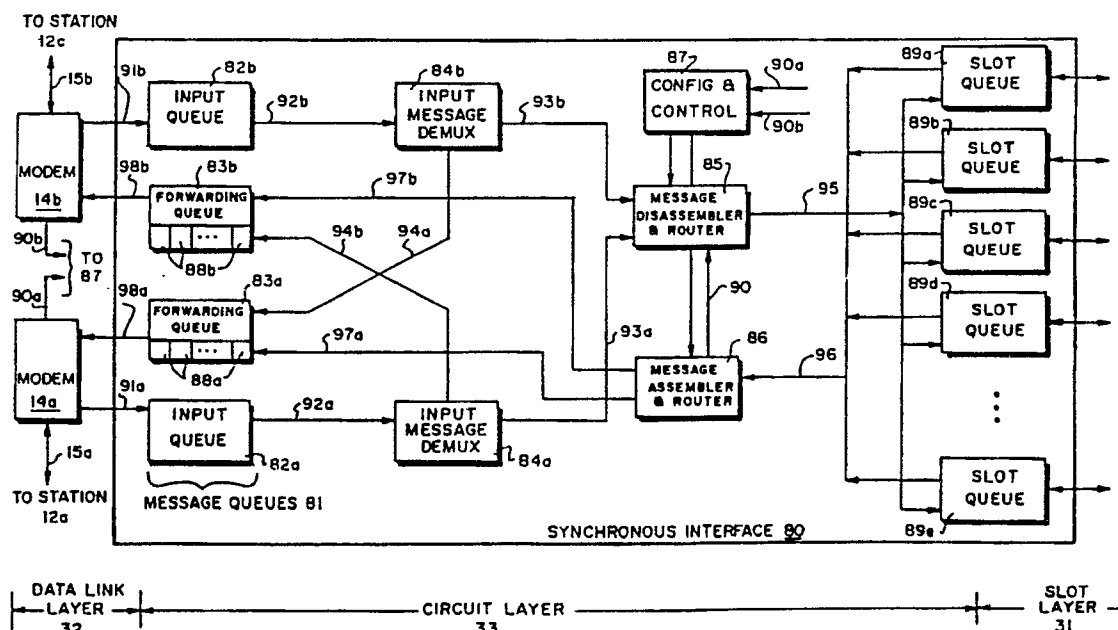 TO STATION
12c
15b
91b
82b
INPUT
QUEUE
92b
84b
INPUT
MESSAGE
DEMUX
93b
87
CONFIG &
CONTROL
90a
90b
89a
SLOT
QUEUE
MODEM
14b
98b
83b
FORWARDING
QUEUE
...
88b
97b
94b
94a
85
MESSAGE
DISASSEMBLER
& ROUTER
95
89b
SLOT
QUEUE
89c
SLOT
QUEUE
90b
TO
87
90a
98a
83a
FORWARDING
QUEUE
...
88a
97a
93a
90
86
MESSAGE
ASSEMBLER
& ROUTER
96
89d
SLOT
QUEUE
MODEM
14a
91a
INPUT
QUEUE
82a
92a
INPUT
MESSAGE
DEMUX
84a
15a
TO STATION
12a
MESSAGE QUEUES 81
SLOT
QUEUE
89e
SYNCHRONOUS INTERFACE 80
DATA LINK
LAYER
32
CIRCUIT LAYER
33
SLOT
LAYER
31